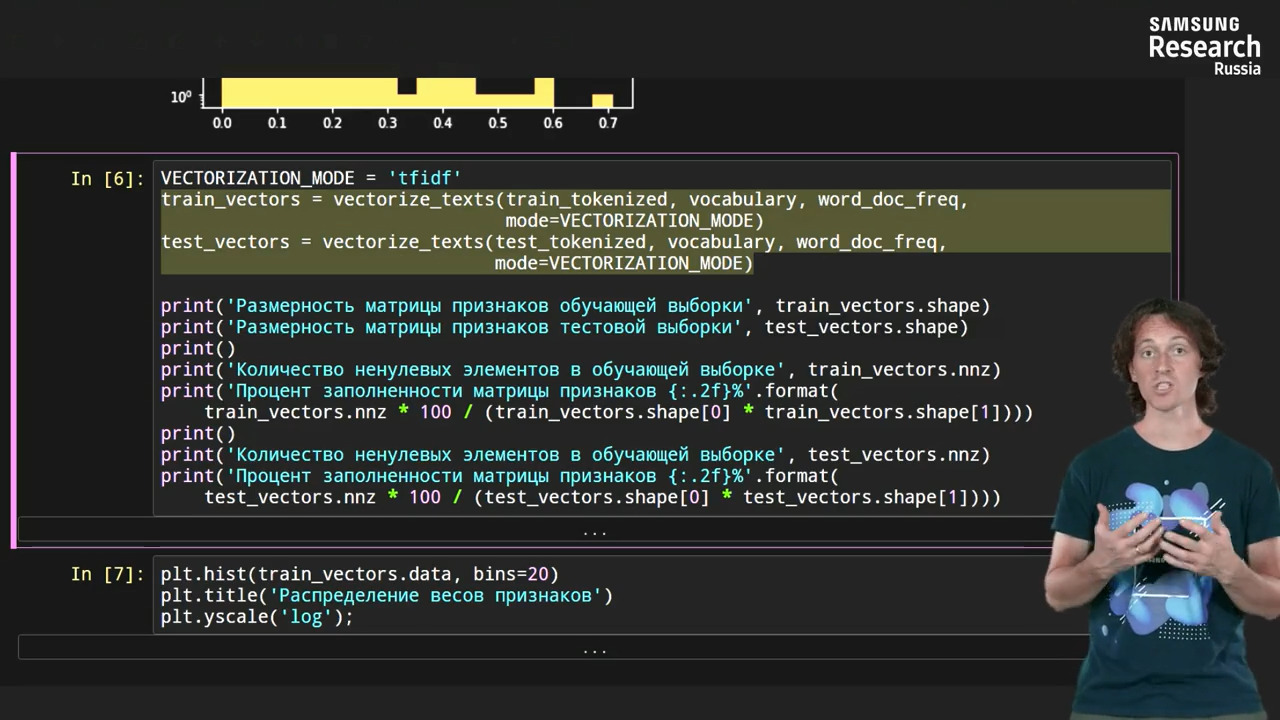 SAMSUNG
Research
Russia
10⁰
0.0 0.1 0.2 0.3 0.4 0.5 0.6 0.7
In [6]:
VECTORIZATION_MODE = 'tfidf'
train_vectors = vectorize_texts(train_tokenized, vocabulary, word_doc_freq,
mode=VECTORIZATION_MODE)
test_vectors = vectorize_texts(test_tokenized, vocabulary, word_doc_freq,
mode=VECTORIZATION_MODE)
print('Размерность матрицы признаков обучающей выборки', train_vectors.shape)
print('Размерность матрицы признаков тестовой выборки', test_vectors.shape)
print()
print('Количество ненулевых элементов в обучающей выборке', train_vectors.nnz)
print('Процент заполненности матрицы признаков {:.2f}%'.format(
train_vectors.nnz * 100 / (train_vectors.shape[0] * train_vectors.shape[1])))
print()
print('Количество ненулевых элементов в обучающей выборке', test_vectors.nnz)
print('Процент заполненности матрицы признаков {:.2f}%'.format(
test_vectors.nnz * 100 / (test_vectors.shape[0] * test_vectors.shape[1])))
...
In [7]:
plt.hist(train_vectors.data, bins=20)
plt.title('Распределение весов признаков')
plt.yscale('log');
...